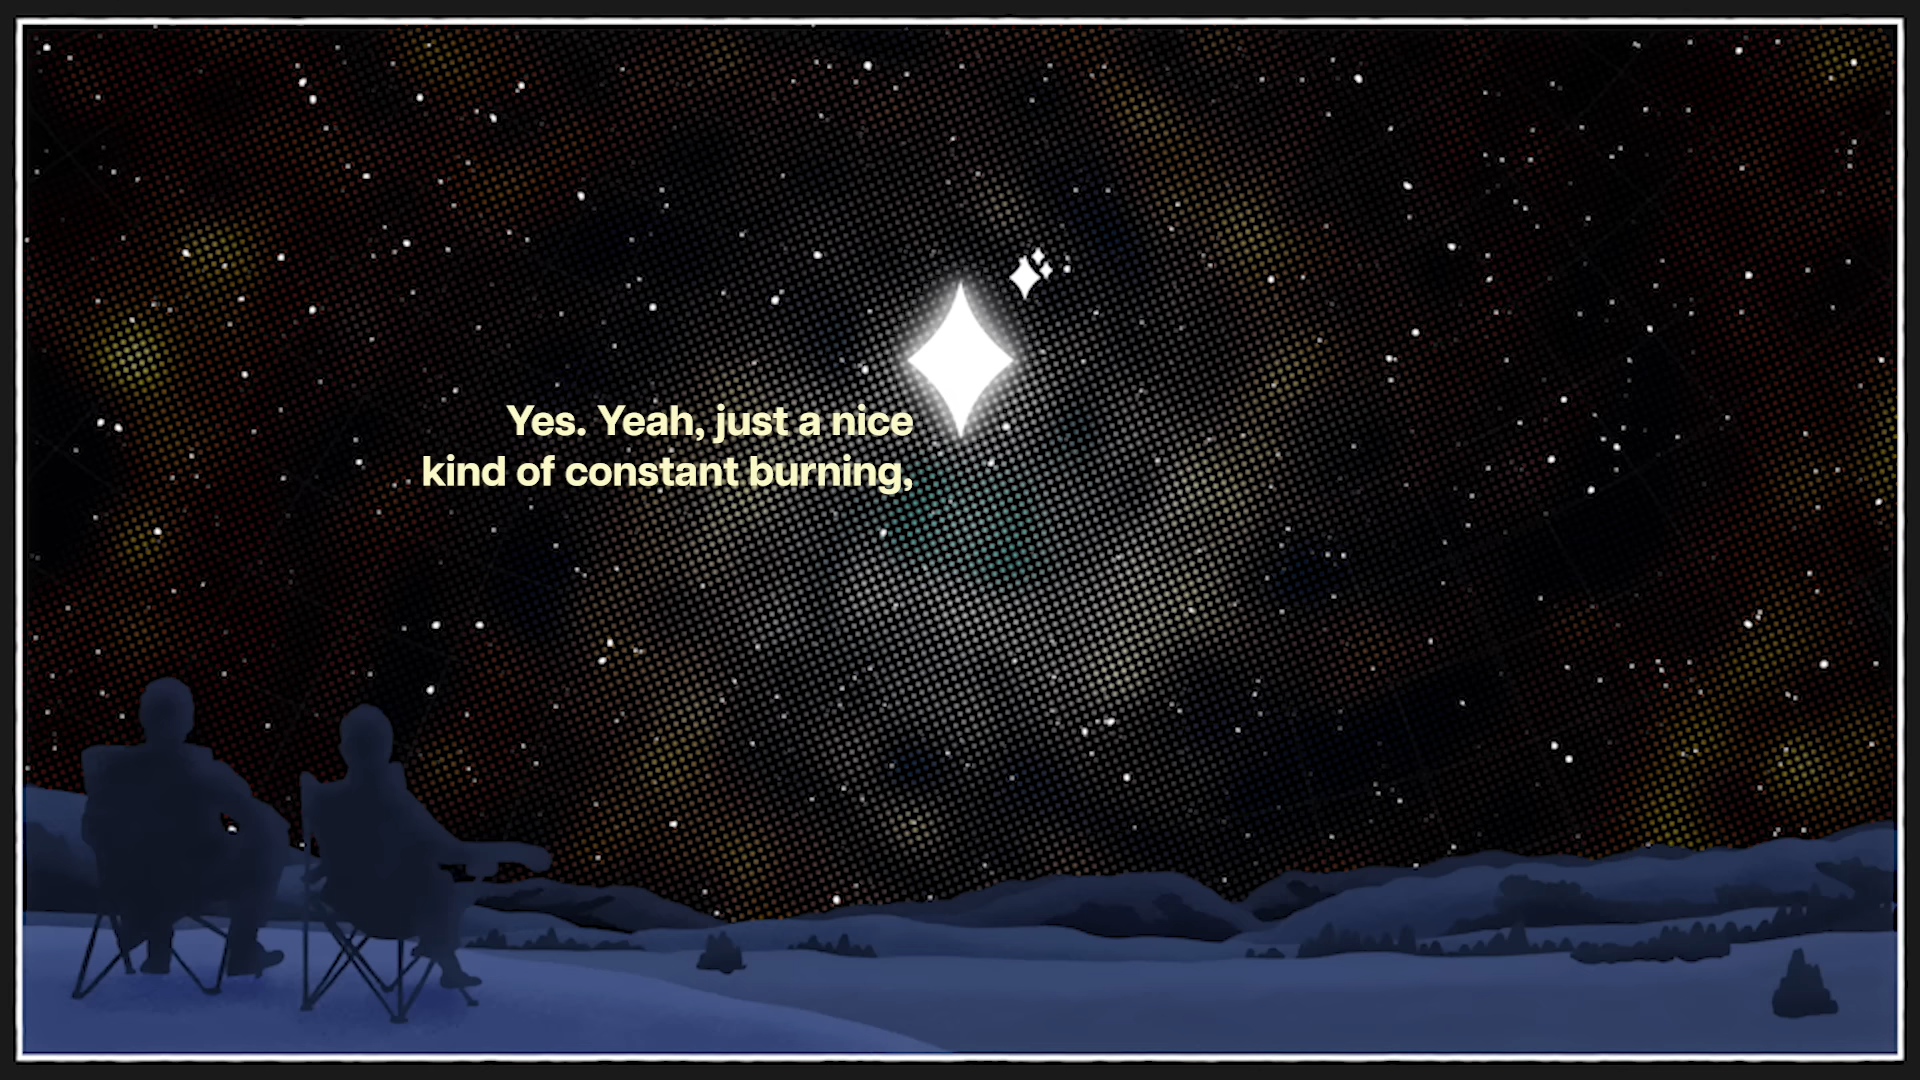 Yes. Yeah, just a nice
kind of constant burning,